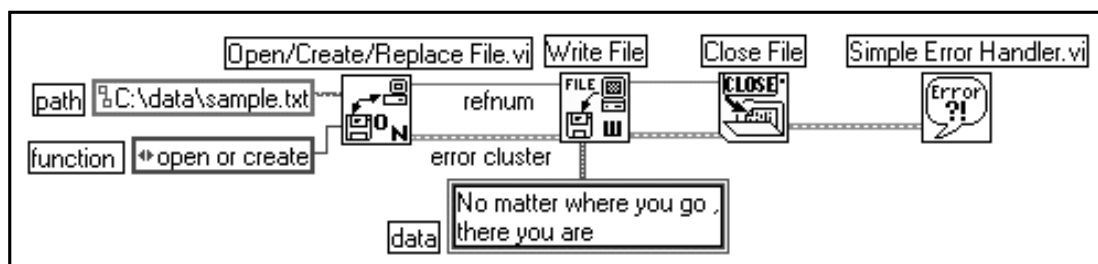 Open/Create/Replace File.vi Write File Close File Simple Error Handler.vi
path C:\data\sample.txt
FILE CLOSE Error
?!
refnum
O
N
W
function open or create
error cluster
No matter where you go ,
there you are
data